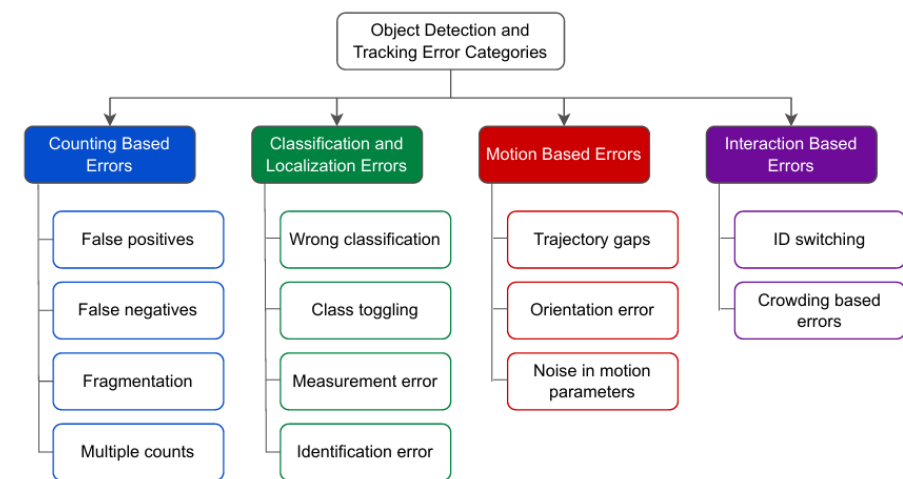 Object Detection and
Tracking Error Categories
Counting Based
Errors
False positives
False negatives
Fragmentation
Multiple counts
Classification and
Localization Errors
Wrong classification
Class toggling
Measurement error
Identification error
Motion Based Errors
Trajectory gaps
Orientation error
Noise in motion
parameters
Interaction Based
Errors
ID switching
Crowding based
errors